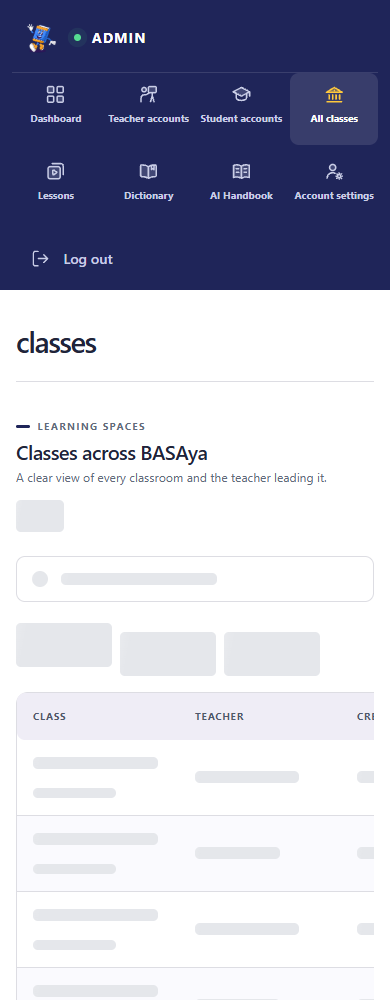 ADMIN
Dashboard
Teacher accounts
Student accounts
All classes
Lessons
Dictionary
AI Handbook
Account settings
Log out
classes
LEARNING SPACES
Classes across BASAya
A clear view of every classroom and the teacher leading it.
CLASS TEACHER